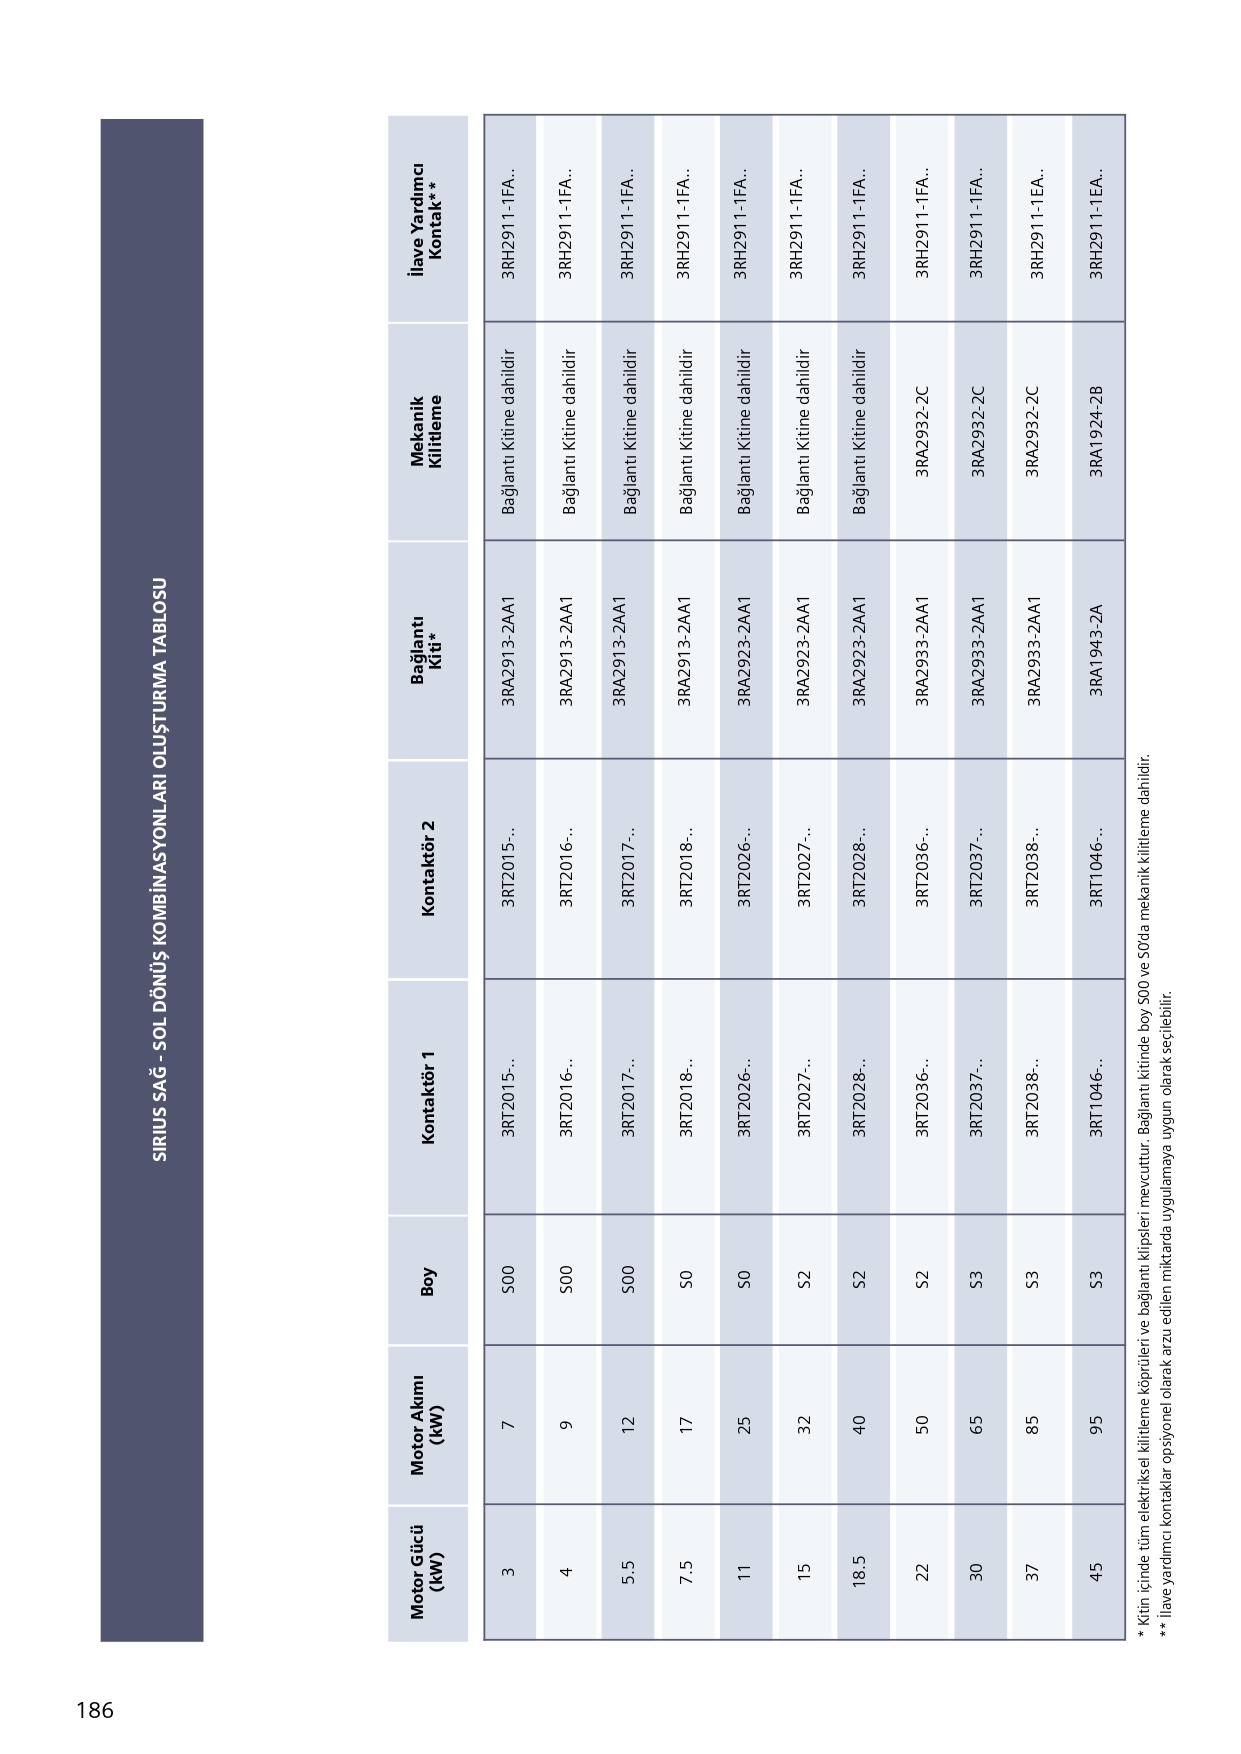 SIRIUS SAĞ - SOL DÖNÜŞ KOMBİNASYONLARI OLUŞTURMA TABLOSU
Motor Gücü (kW) Motor Akımı (kW) Boy Kontaktör 1 Kontaktör 2 Bağlantı Kiti* Mekanik Kilitleme İlave Yardımcı Kontak**
3 7 S00 3RT2015-.. 3RT2015-.. 3RA2913-2AA1 Bağlantı Kitine dahildir 3RH2911-1FA..
4 9 S00 3RT2016-.. 3RT2016-.. 3RA2913-2AA1 Bağlantı Kitine dahildir 3RH2911-1FA..
5.5 12 S00 3RT2017-.. 3RT2017-.. 3RA2913-2AA1 Bağlantı Kitine dahildir 3RH2911-1FA..
7.5 17 S0 3RT2018-.. 3RT2018-.. 3RA2913-2AA1 Bağlantı Kitine dahildir 3RH2911-1FA..
11 25 S0 3RT2026-.. 3RT2026-.. 3RA2923-2AA1 Bağlantı Kitine dahildir 3RH2911-1FA..
15 32 S2 3RT2027-.. 3RT2027-.. 3RA2923-2AA1 Bağlantı Kitine dahildir 3RH2911-1FA..
18.5 40 S2 3RT2028-.. 3RT2028-.. 3RA2923-2AA1 Bağlantı Kitine dahildir 3RH2911-1FA..
22 50 S2 3RT2036-.. 3RT2036-.. 3RA2933-2AA1 3RA2932-2C 3RH2911-1FA..
30 65 S3 3RT2037-.. 3RT2037-.. 3RA2933-2AA1 3RA2932-2C 3RH2911-1FA..
37 85 S3 3RT2038-.. 3RT2038-.. 3RA2933-2AA1 3RA2932-2C 3RH2911-1EA..
45 95 S3 3RT1046-.. 3RT1046-.. 3RA1943-2A 3RA1924-2B 3RH2911-1EA..
* Kitin içinde tüm elektriksel kilitleme köprüleri ve bağlantı klipsleri mevcuttur. Bağlantı kitinde boy S00 ve S0'da mekanik kilitleme dahildir.
** İlave yardımcı kontaklar opsiyonel olarak arzu edilen miktarda uygulamaya uygun olarak seçilebilir.
186